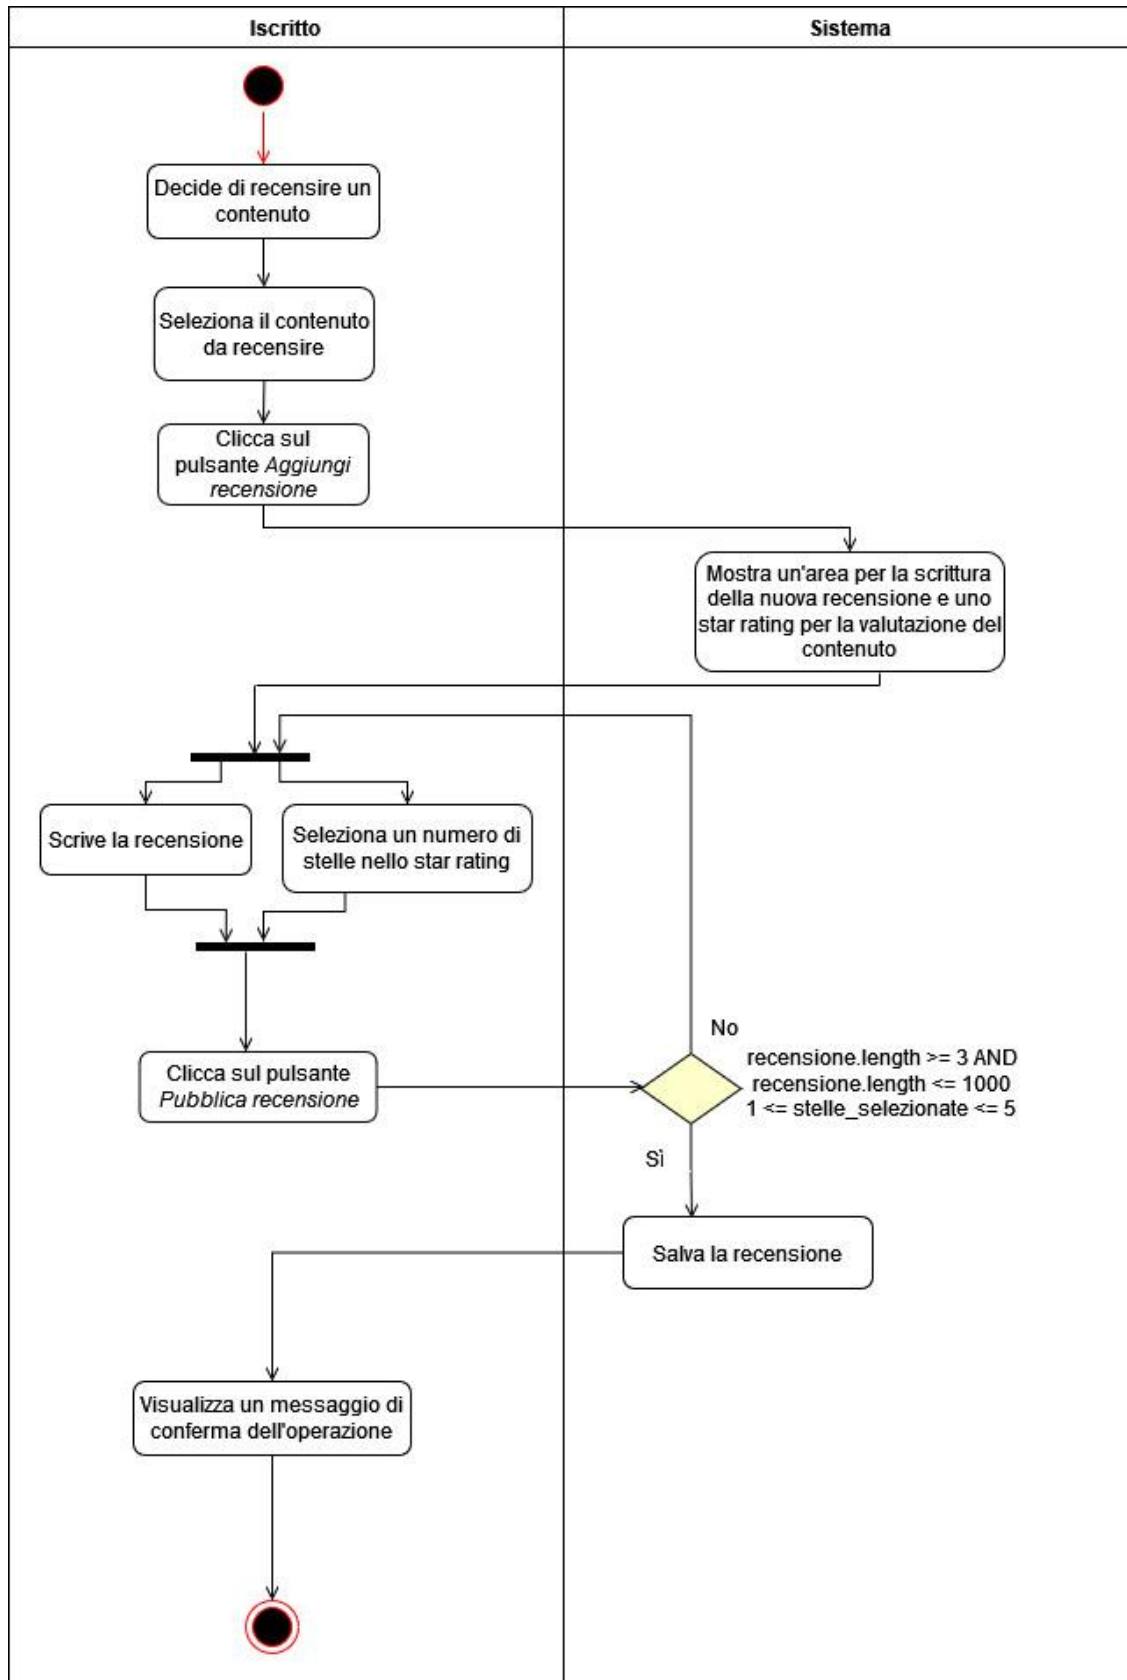 Iscritto
Sistema
Decide di recensire un
contenuto
Seleziona il contenuto
da recensire
Clicca sul
pulsante Aggiungi
recensione
Mostra un'area per la scrittura
della nuova recensione e uno
star rating per la valutazione del
contenuto
Scrive la recensione
Seleziona un numero di
stelle nello star rating
No
recensione.length >= 3 AND
recensione.length <= 1000
1 <= stelle_selezionate <= 5
Clicca sul pulsante
Pubblica recensione
Sì
Salva la recensione
Visualizza un messaggio di
conferma dell'operazione